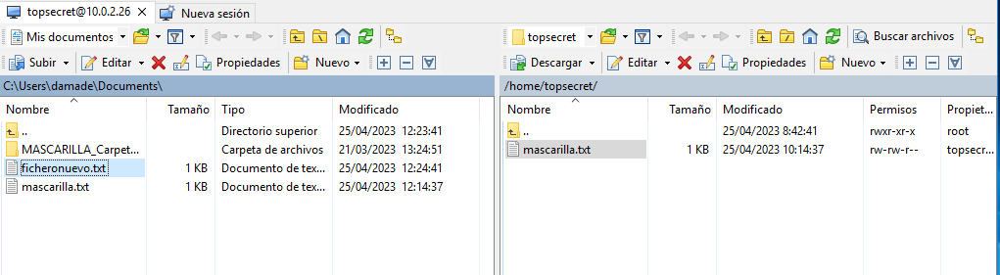 topsecret@10.0.2.26 X Nueva sesión
Mis documentos
topsecret Buscar archivos
Subir Editar Propiedades Nuevo
Descargar Editar Propiedades Nuevo
C:\Users\damade\Documents\
Nombre Tamaño Tipo Modificado
.. Directorio superior 25/04/2023 12:23:41
MASCARILLA_Carpet... Carpeta de archivos 21/03/2023 13:24:51
ficheronuevo.txt 1 KB Documento de tex... 25/04/2023 12:24:41
mascarilla.txt 1 KB Documento de tex... 25/04/2023 12:14:37
/home/topsecret/
Nombre Tamaño Modificado Permisos Propiet...
.. 25/04/2023 8:42:41 rwxr-xr-x root
mascarilla.txt 1 KB 25/04/2023 10:14:37 rw-rw-r-- topsecr...